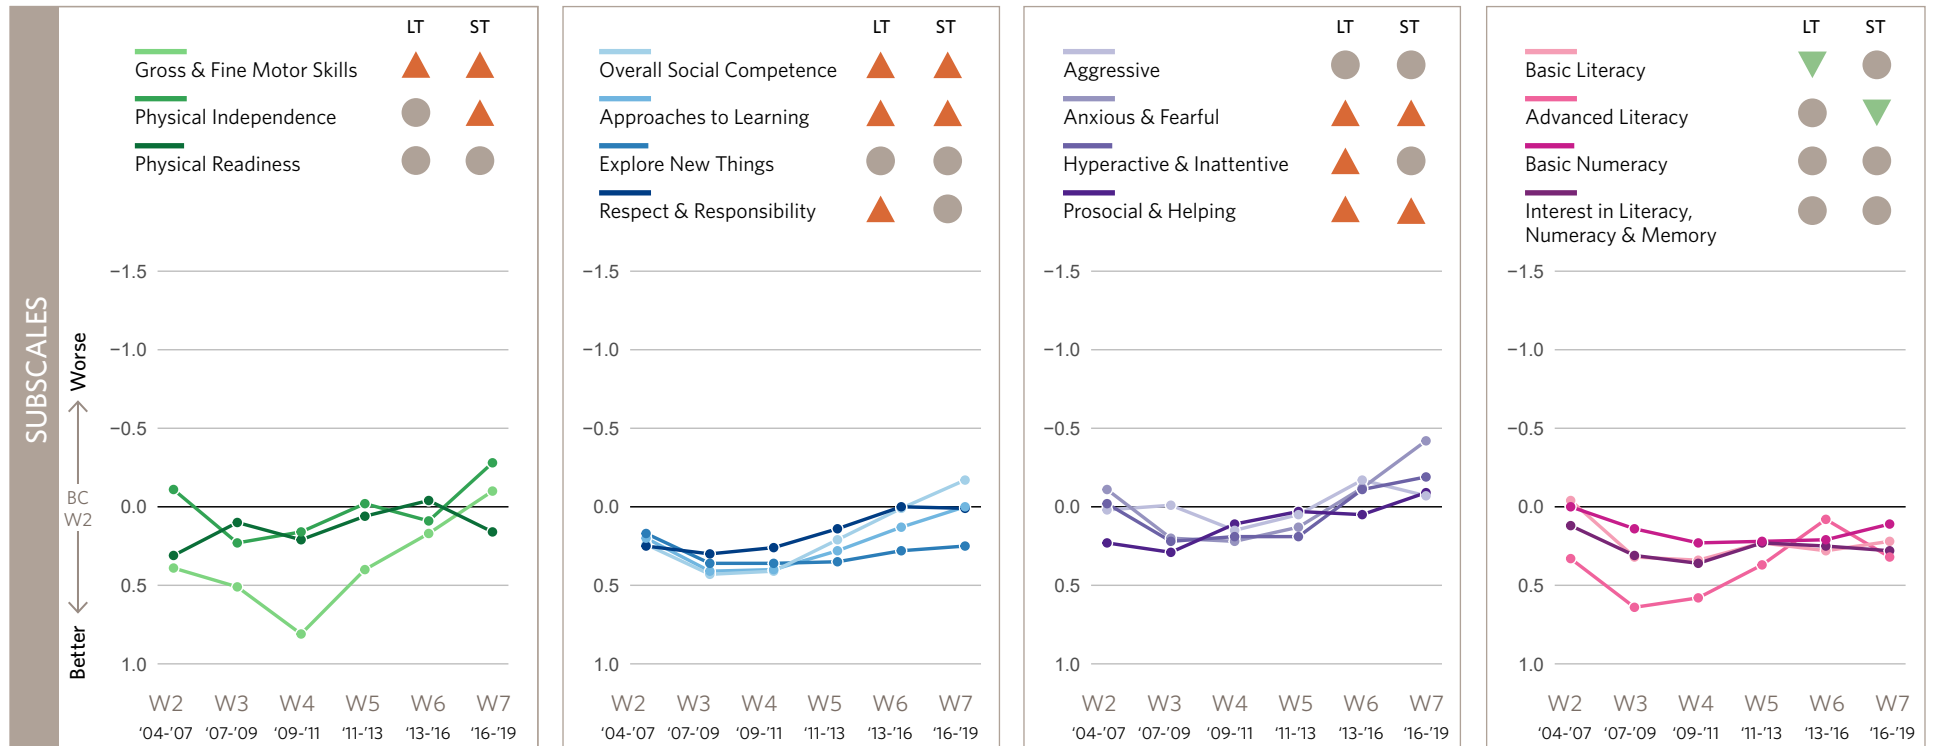 SUBSCALES
Worse
BC
W2
Better
LT ST
Gross & Fine Motor Skills
Physical Independence
Physical Readiness
−1.5
−1.0
−0.5
0.0
0.5
1.0
W2 W3 W4 W5 W6 W7
‘04-’07 ‘07-’09 ‘09-’11 ‘11-’13 ‘13-’16 ‘16-’19
LT ST
Overall Social Competence
Approaches to Learning
Explore New Things
Respect & Responsibility
−1.5
−1.0
−0.5
0.0
0.5
1.0
W2 W3 W4 W5 W6 W7
‘04-’07 ‘07-’09 ‘09-’11 ‘11-’13 ‘13-’16 ‘16-’19
LT ST
Aggressive
Anxious & Fearful
Hyperactive & Inattentive
Prosocial & Helping
−1.5
−1.0
−0.5
0.0
0.5
1.0
W2 W3 W4 W5 W6 W7
‘04-’07 ‘07-’09 ‘09-’11 ‘11-’13 ‘13-’16 ‘16-’19
LT ST
Basic Literacy
Advanced Literacy
Basic Numeracy
Interest in Literacy,
Numeracy & Memory
−1.5
−1.0
−0.5
0.0
0.5
1.0
W2 W3 W4 W5 W6 W7
‘04-’07 ‘07-’09 ‘09-’11 ‘11-’13 ‘13-’16 ‘16-’19